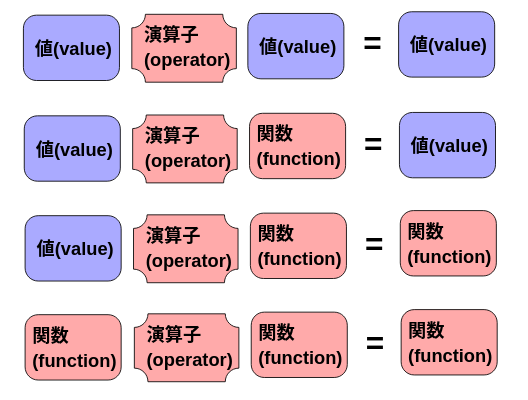 値(value) 演算子 (operator) 値(value) = 値(value)
値(value) 演算子 (operator) 関数 (function) = 値(value)
値(value) 演算子 (operator) 関数 (function) = 関数 (function)
関数 (function) 演算子 (operator) 関数 (function) = 関数 (function)